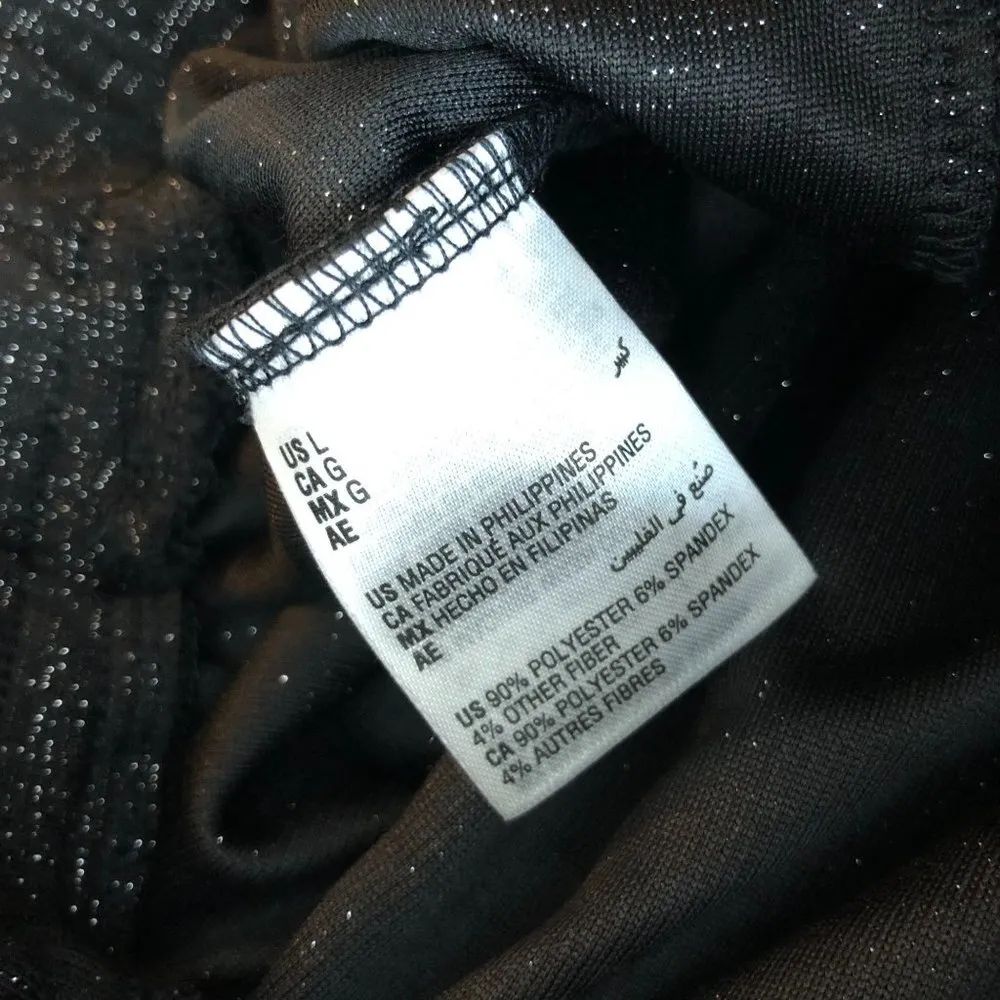 US L
CA G
MX G
AE كبير
US MADE IN PHILIPPINES
CA FABRIQUÉ AUX PHILIPPINES
MX HECHO EN FILIPINAS
AE صُنع في الفلبين
US 90% POLYESTER 6% SPANDEX
4% OTHER FIBER
CA 90% POLYESTER 6% SPANDEX
4% AUTRES FIBRES